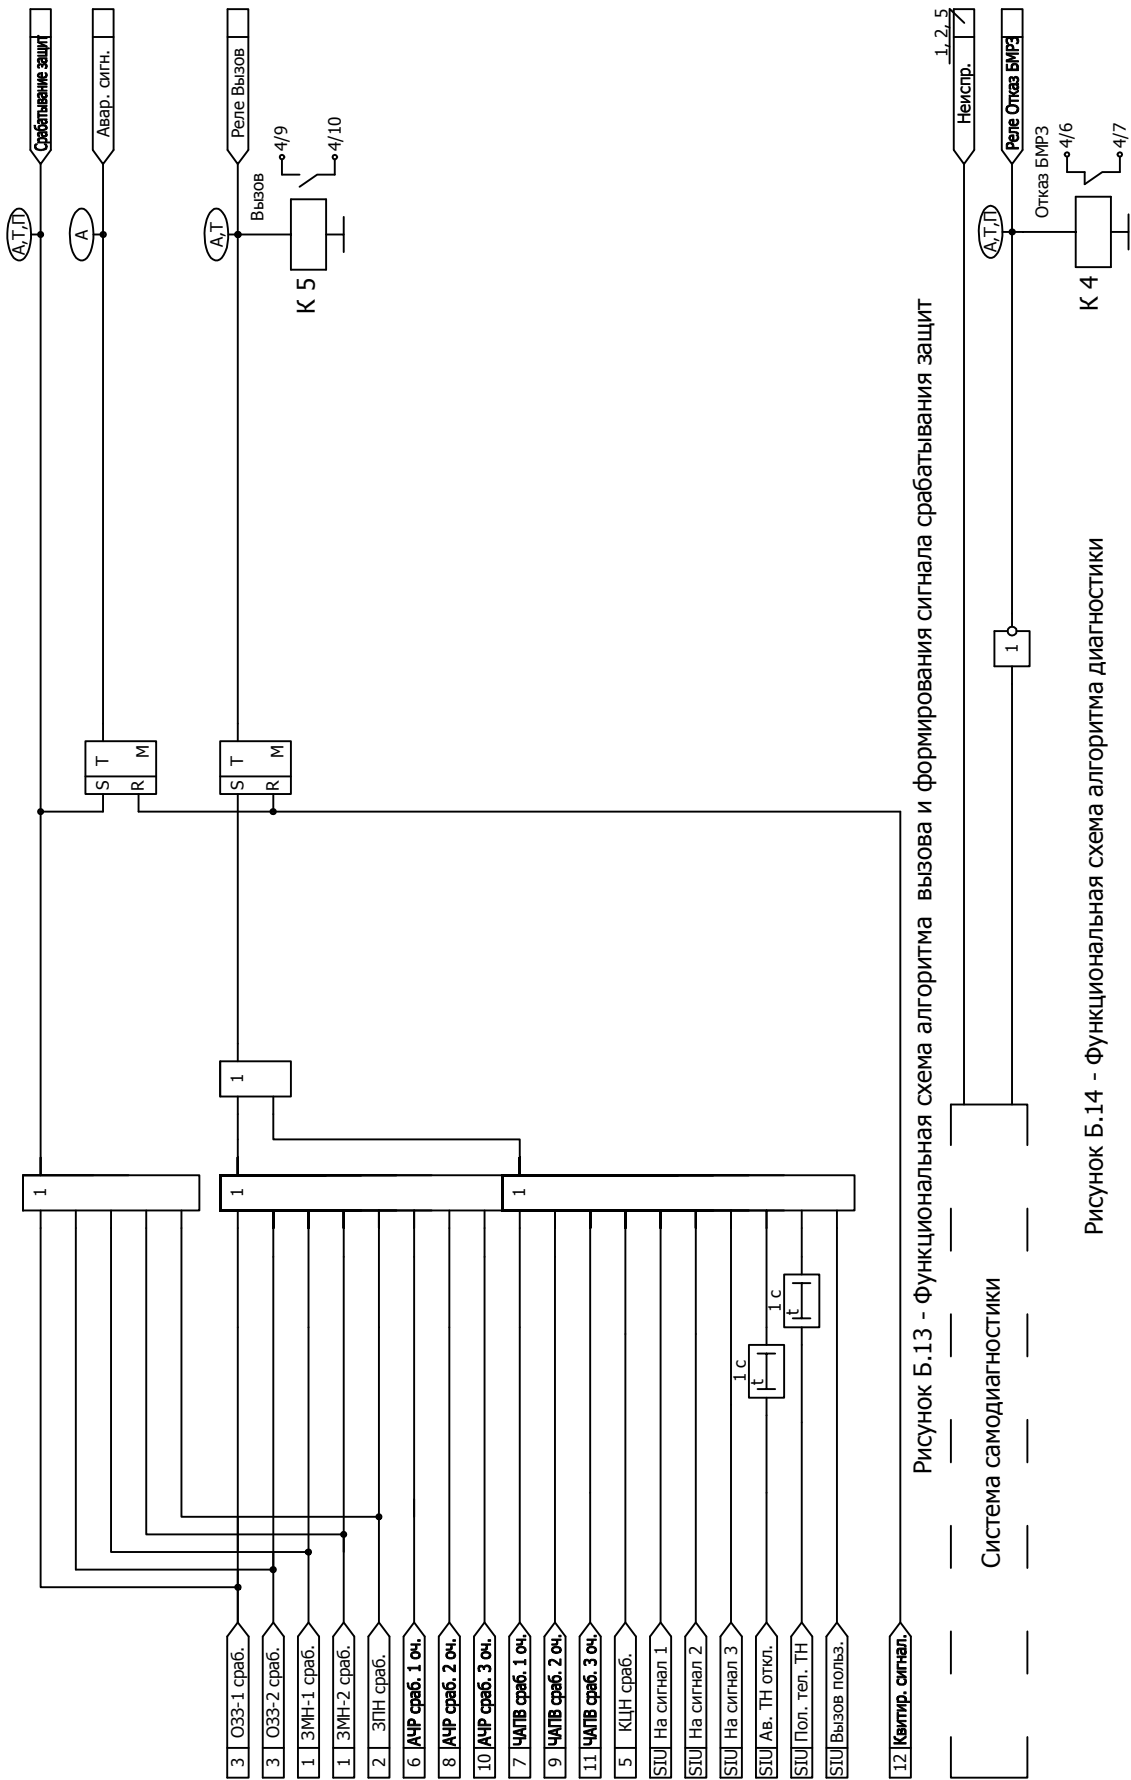 3 ОЗЗ-1 сраб.
3 ОЗЗ-2 сраб.
1 ЗМН-1 сраб.
1 ЗМН-2 сраб.
2 ЗПН сраб.
6 АЧР сраб. 1 оч.
8 АЧР сраб. 2 оч.
10 АЧР сраб. 3 оч.
7 ЧАПВ сраб. 1 оч.
9 ЧАПВ сраб. 2 оч.
11 ЧАПВ сраб. 3 оч.
5 КЦН сраб.
SIU На сигнал 1
SIU На сигнал 2
SIU На сигнал 3
SIU Ав. ТН откл.
SIU Пол. тел. ТН
SIU Вызов польз.
12 Квитир. сигнал.
1 с
t
1 с
t
1
1
1
1
S T
R M
S T
R M
А,Т,П
Срабатывание защит
А
Авар. сигн.
А,Т
Реле Вызов
Вызов
К 5
4/9
4/10
Рисунок Б.13 - Функциональная схема алгоритма вызова и формирования сигнала срабатывания защит
Система самодиагностики
1
1, 2, 5
Неиспр.
А,Т,П
Реле Отказ БМРЗ
Отказ БМРЗ
К 4
4/6
4/7
Рисунок Б.14 - Функциональная схема алгоритма диагностики